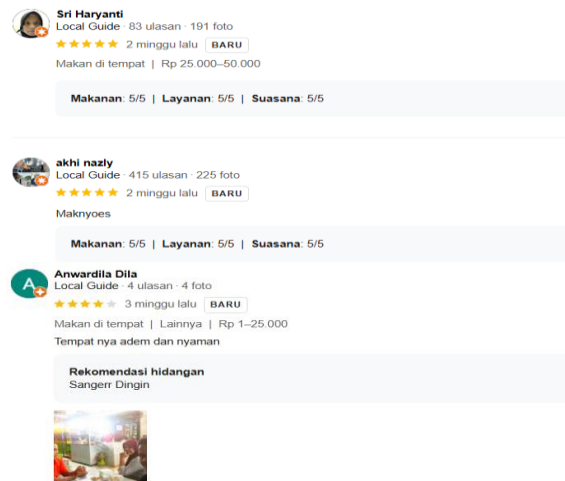 Sri Haryanti
Local Guide · 83 ulasan · 191 foto
2 minggu lalu BARU
Makan di tempat | Rp 25.000–50.000
Makanan: 5/5 | Layanan: 5/5 | Suasana: 5/5
akhi nazly
Local Guide · 415 ulasan · 225 foto
2 minggu lalu BARU
Maknyoes
Makanan: 5/5 | Layanan: 5/5 | Suasana: 5/5
A
Anwardila Dila
Local Guide · 4 ulasan · 4 foto
3 minggu lalu BARU
Makan di tempat | Lainnya | Rp 1–25.000
Tempat nya adem dan nyaman
Rekomendasi hidangan
Sangerr Dingin